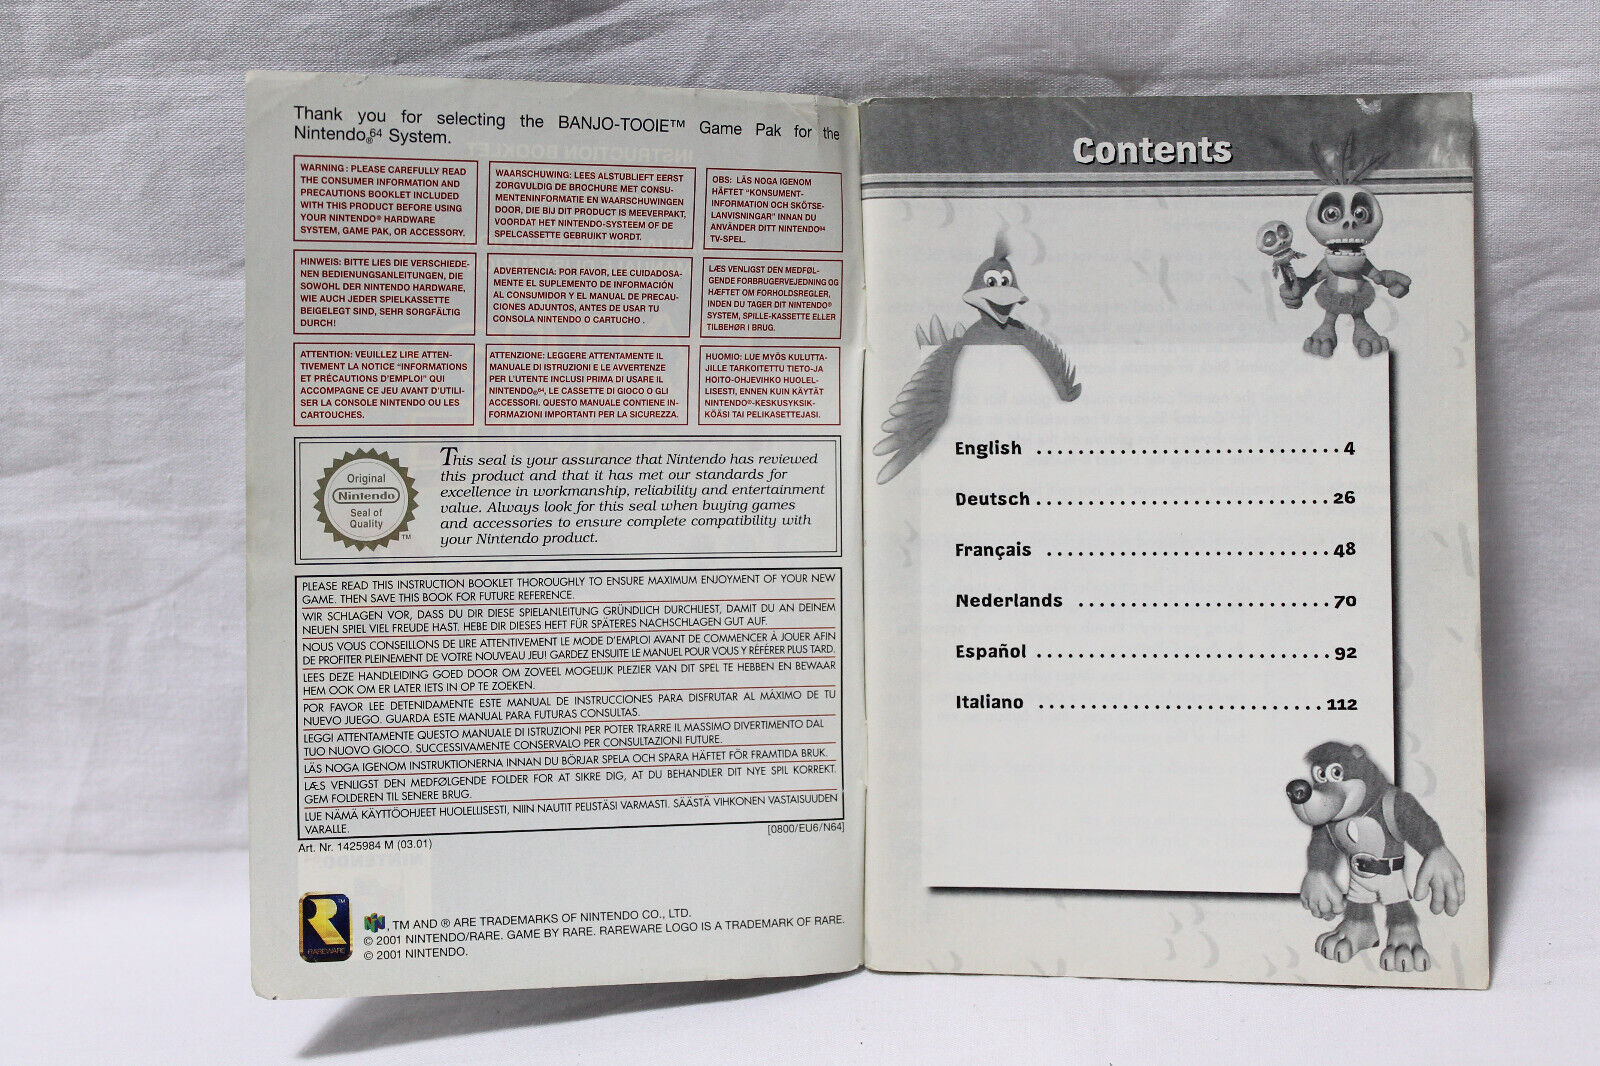 Thank you for selecting the BANJO-TOOIE™ Game Pak for the
Nintendo®64 System.
WARNING: PLEASE CAREFULLY READ
THE CONSUMER INFORMATION AND
PRECAUTIONS BOOKLET INCLUDED
WITH THIS PRODUCT BEFORE USING
YOUR NINTENDO® HARDWARE
SYSTEM, GAME PAK, OR ACCESSORY.
WAARSCHUWING: LEES ALSTUBLIEFT EERST
ZORGVULDIG DE BROCHURE MET CONSU-
MENTENINFORMATIE EN WAARSCHUWINGEN
DOOR, DIE BIJ DIT PRODUCT IS MEEVERPAKT,
VOORDAT HET NINTENDO-SYSTEEM OF DE
SPELCASSETTE GEBRUIKT WORDT.
OBS: LÄS NOGA IGENOM
HÄFTET "KONSUMENT-
INFORMATION OCH SKÖTSE-
LANVISNINGAR" INNAN DU
ANVÄNDER DITT NINTENDO64
TV-SPEL.
HINWEIS: BITTE LIES DIE VERSCHIEDE-
NEN BEDIENUNGSANLEITUNGEN, DIE
SOWOHL DER NINTENDO HARDWARE,
WIE AUCH JEDER SPIELKASSETTE
BEIGELEGT SIND, SEHR SORGFÄLTIG
DURCH!
ADVERTENCIA: POR FAVOR, LEE CUIDADOSA-
MENTE EL SUPLEMENTO DE INFORMACIÓN
AL CONSUMIDOR Y EL MANUAL DE PRECAU-
CIONES ADJUNTOS, ANTES DE USAR TU
CONSOLA NINTENDO O CARTUCHO .
LÆS VENLIGST DEN MEDFØL-
GENDE FORBRUGERVEJEDNING OG
HÆFTET OM FORHOLDSREGLER,
INDEN DU TAGER DIT NINTENDO®
SYSTEM, SPILLE-KASSETTE ELLER
TILBEHØR I BRUG.
ATTENTION: VEUILLEZ LIRE ATTEN-
TIVEMENT LA NOTICE "INFORMATIONS
ET PRÉCAUTIONS D'EMPLOI" QUI
ACCOMPAGNE CE JEU AVANT D'UTILI-
SER LA CONSOLE NINTENDO OU LES
CARTOUCHES.
ATTENZIONE: LEGGERE ATTENTAMENTE IL
MANUALE DI ISTRUZIONI E LE AVVERTENZE
PER L'UTENTE INCLUSI PRIMA DI USARE IL
NINTENDO®64, LE CASSETTE DI GIOCO O GLI
ACCESSORI. QUESTO MANUALE CONTIENE IN-
FORMAZIONI IMPORTANTI PER LA SICUREZZA.
HUOMIO: LUE MYÖS KULUTTA-
JILLE TARKOITETTU TIETO-JA
HOITO-OHJEVIHKO HUOLEL-
LISESTI, ENNEN KUIN KÄYTÄT
NINTENDO®-KESKUSYKSIK-
KÖÄSI TAI PELIKASETTEJASI.
Original
Nintendo
Seal of
Quality
TM
This seal is your assurance that Nintendo has reviewed
this product and that it has met our standards for
excellence in workmanship, reliability and entertainment
value. Always look for this seal when buying games
and accessories to ensure complete compatibility with
your Nintendo product.
PLEASE READ THIS INSTRUCTION BOOKLET THOROUGHLY TO ENSURE MAXIMUM ENJOYMENT OF YOUR NEW
GAME. THEN SAVE THIS BOOK FOR FUTURE REFERENCE.
WIR SCHLAGEN VOR, DASS DU DIR DIESE SPIELANLEITUNG GRÜNDLICH DURCHLIEST, DAMIT DU AN DEINEM
NEUEN SPIEL VIEL FREUDE HAST. HEBE DIR DIESES HEFT FÜR SPÄTERES NACHSCHLAGEN GUT AUF.
NOUS VOUS CONSEILLONS DE LIRE ATTENTIVEMENT LE MODE D'EMPLOI AVANT DE COMMENCER À JOUER AFIN
DE PROFITER PLEINEMENT DE VOTRE NOUVEAU JEU! GARDEZ ENSUITE LE MANUEL POUR VOUS Y RÉFÉRER PLUS TARD.
LEES DEZE HANDLEIDING GOED DOOR OM ZOVEEL MOGELIJK PLEZIER VAN DIT SPEL TE HEBBEN EN BEWAAR
HEM OOK OM ER LATER IETS IN OP TE ZOEKEN.
POR FAVOR LEE DETENIDAMENTE ESTE MANUAL DE INSTRUCCIONES PARA DISFRUTAR AL MÁXIMO DE TU
NUEVO JUEGO. GUARDA ESTE MANUAL PARA FUTURAS CONSULTAS.
LEGGI ATTENTAMENTE QUESTO MANUALE DI ISTRUZIONI PER POTER TRARRE IL MASSIMO DIVERTIMENTO DAL
TUO NUOVO GIOCO. SUCCESSIVAMENTE CONSERVALO PER CONSULTAZIONI FUTURE.
LÄS NOGA IGENOM INSTRUKTIONERNA INNAN DU BÖRJAR SPELA OCH SPARA HÄFTET FÖR FRAMTIDA BRUK.
LÆS VENLIGST DEN MEDFØLGENDE FOLDER FOR AT SIKRE DIG, AT DU BEHANDLER DIT NYE SPIL KORREKT.
GEM FOLDEREN TIL SENERE BRUG.
LUE NÄMÄ KÄYTTÖOHJEET HUOLELLISESTI, NIIN NAUTIT PELISTÄSI VARMASTI. SÄÄSTÄ VIHKONEN VASTAISUUDEN
VARALLE.
[0800/EU6/N64]
Art. Nr. 1425984 M (03.01)
R TM
RAREWARE
, TM AND ® ARE TRADEMARKS OF NINTENDO CO., LTD.
© 2001 NINTENDO/RARE. GAME BY RARE. RAREWARE LOGO IS A TRADEMARK OF RARE.
© 2001 NINTENDO.
Contents
English ............................. 4
Deutsch ............................ 26
Français ........................... 48
Nederlands ........................ 70
Español ............................ 92
Italiano ........................... 112